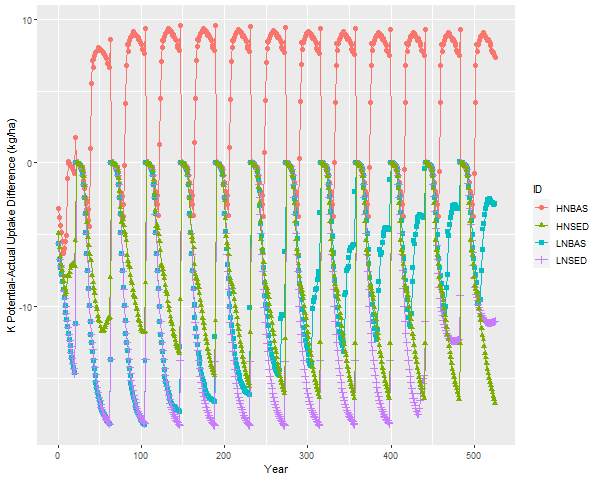 10
0
-10
K Potential-Actual Uptake Difference (kg/ha)
0
100
200
300
400
500
Year
ID
HNBAS
HNSED
LNBAS
LNSED